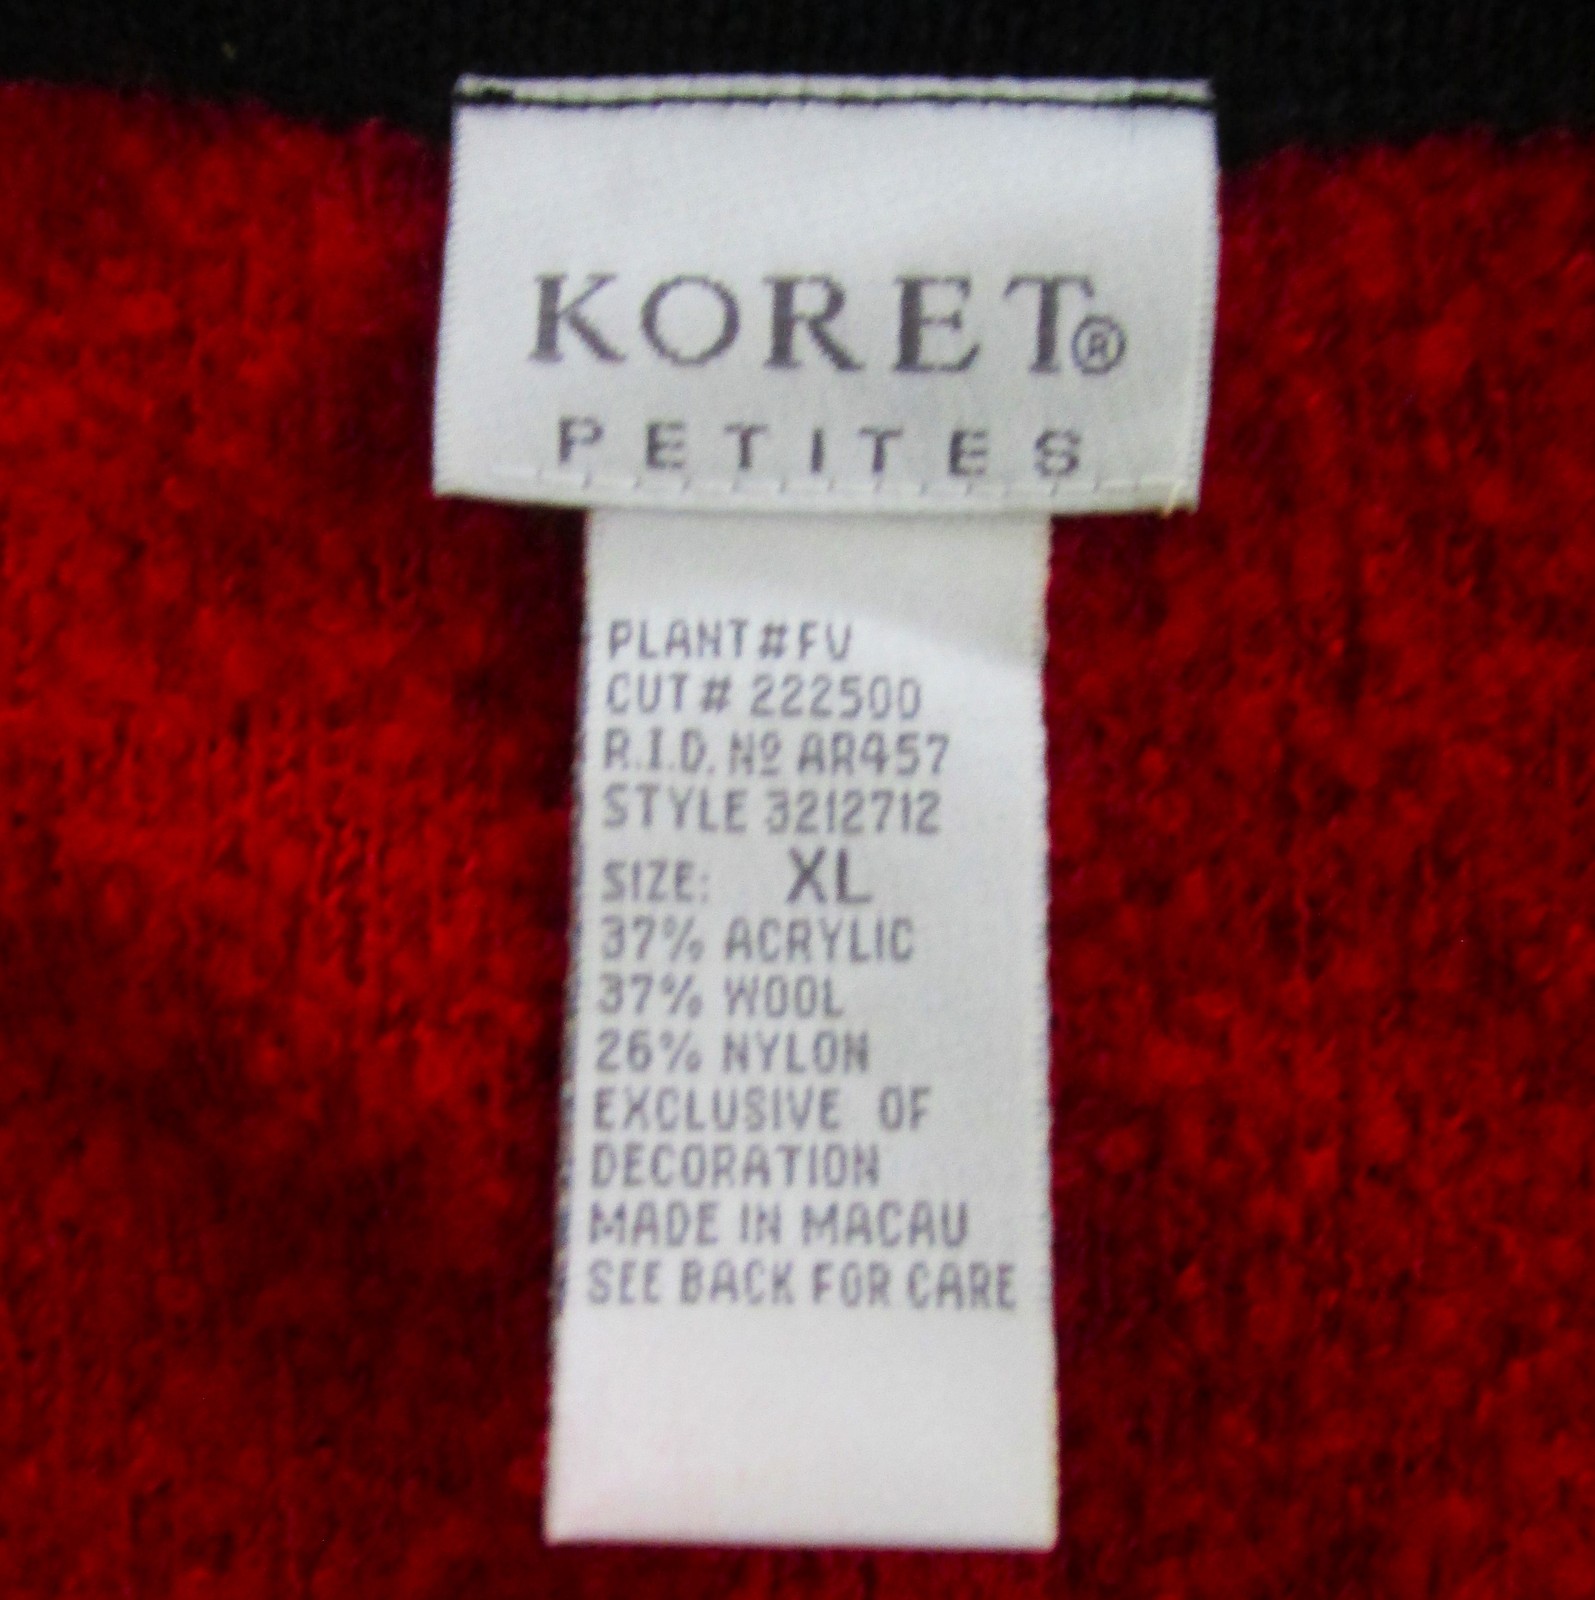 KORET®
PETITES
PLANT # FV
CUT # 222500
R.I.D. Nº AR457
STYLE 3212712
SIZE: XL
37% ACRYLIC
37% WOOL
26% NYLON
EXCLUSIVE OF
DECORATION
MADE IN MACAU
SEE BACK FOR CARE